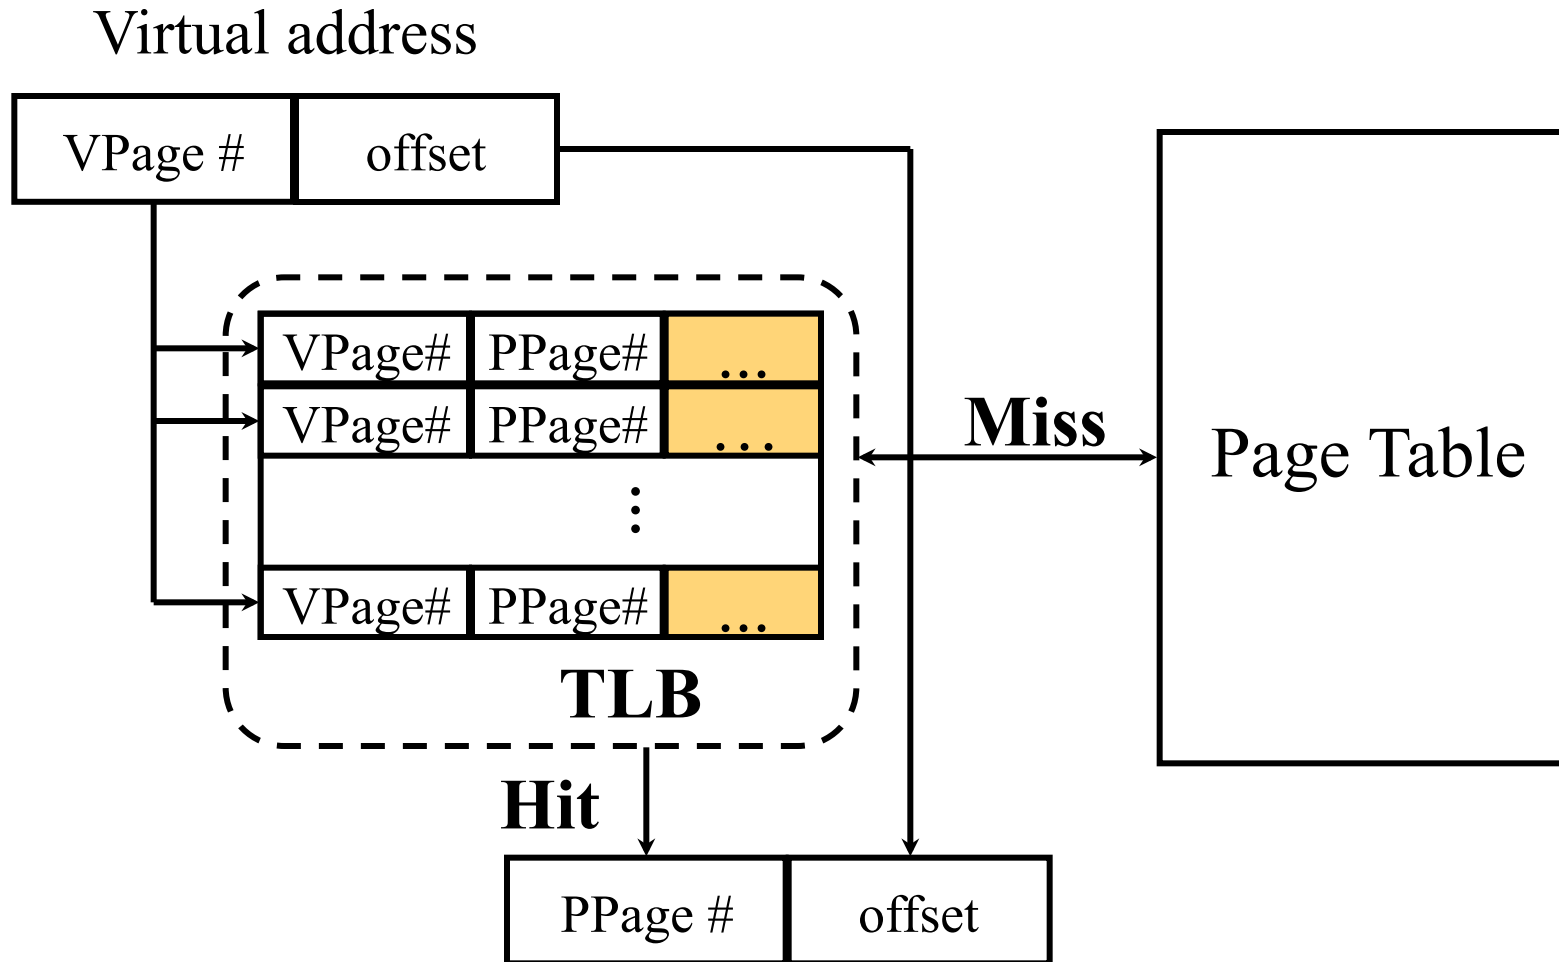 Virtual address
VPage # offset
VPage# PPage# ...
VPage# PPage# ...
Miss
Page Table
⋮
VPage# PPage# ...
TLB
Hit
PPage # offset